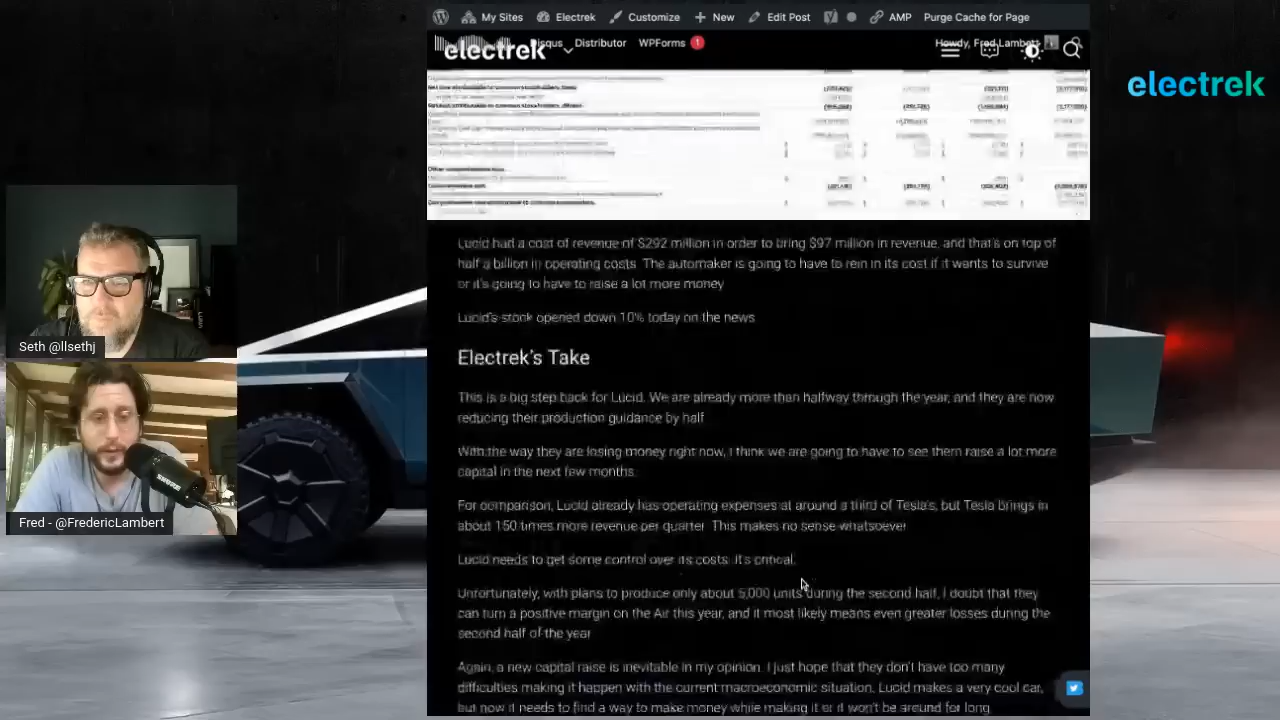 My Sites Electrek Customize New Edit Post AMP Purge Cache for Page
Disqus Distributor WPForms 1 Howdy, Fred Lambert
electrek
electrek
Lucid had a cost of revenue of $292 million in order to bring $97 million in revenue, and that's on top of
half a billion in operating costs. The automaker is going to have to rein in its cost if it wants to survive
or it's going to have to raise a lot more money
Lucid's stock opened down 10% today on the news
Electrek's Take
This is a big step back for Lucid. We are already more than halfway through the year, and they are now
reducing their production guidance by half
With the way they are losing money right now, I think we are going to have to see them raise a lot more
capital in the next few months.
For comparison, Lucid already has operating expenses at around a third of Tesla's, but Tesla brings in
about 150 times more revenue per quarter. This makes no sense whatsoever
Lucid needs to get some control over its costs. It's critical.
Unfortunately, with plans to produce only about 5,000 units during the second half, I doubt that they
can turn a positive margin on the Air this year, and it most likely means even greater losses during the
second half of the year
Again, a new capital raise is inevitable in my opinion. I just hope that they don't have too many
difficulties making it happen with the current macroeconomic situation. Lucid makes a very cool car,
but now it needs to find a way to make money while making it or it won't be around for long.
Seth @llsethj
Fred - @FredericLambert